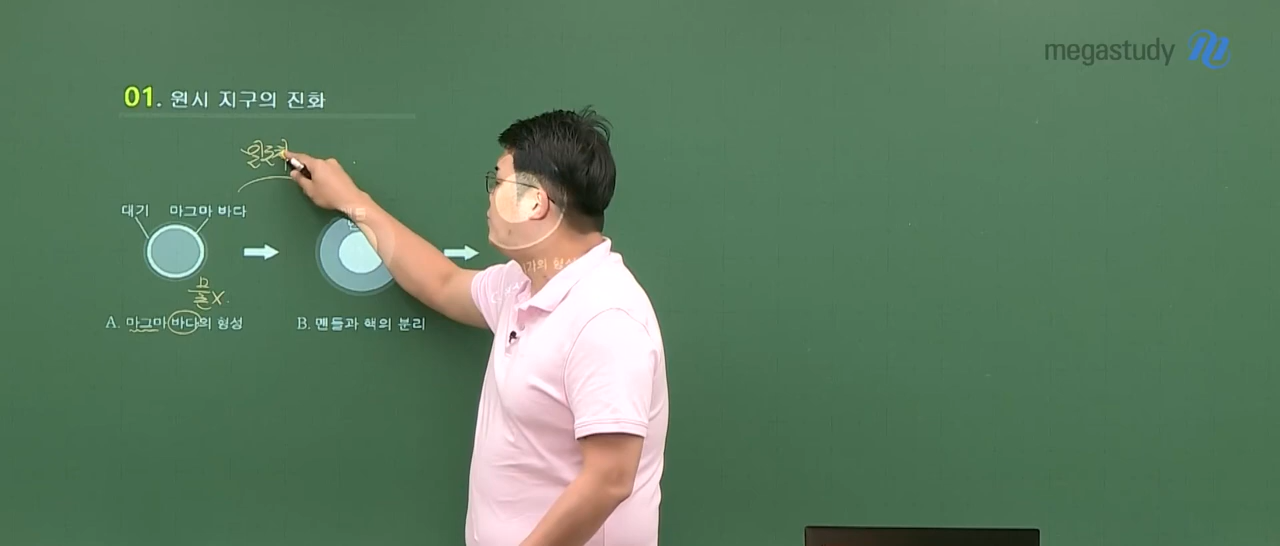 megastudy
01. 원시 지구의 진화
대기 마그마 바다
물 X.
A. 마그마 바다의 형성
B. 맨틀과 핵의 분리